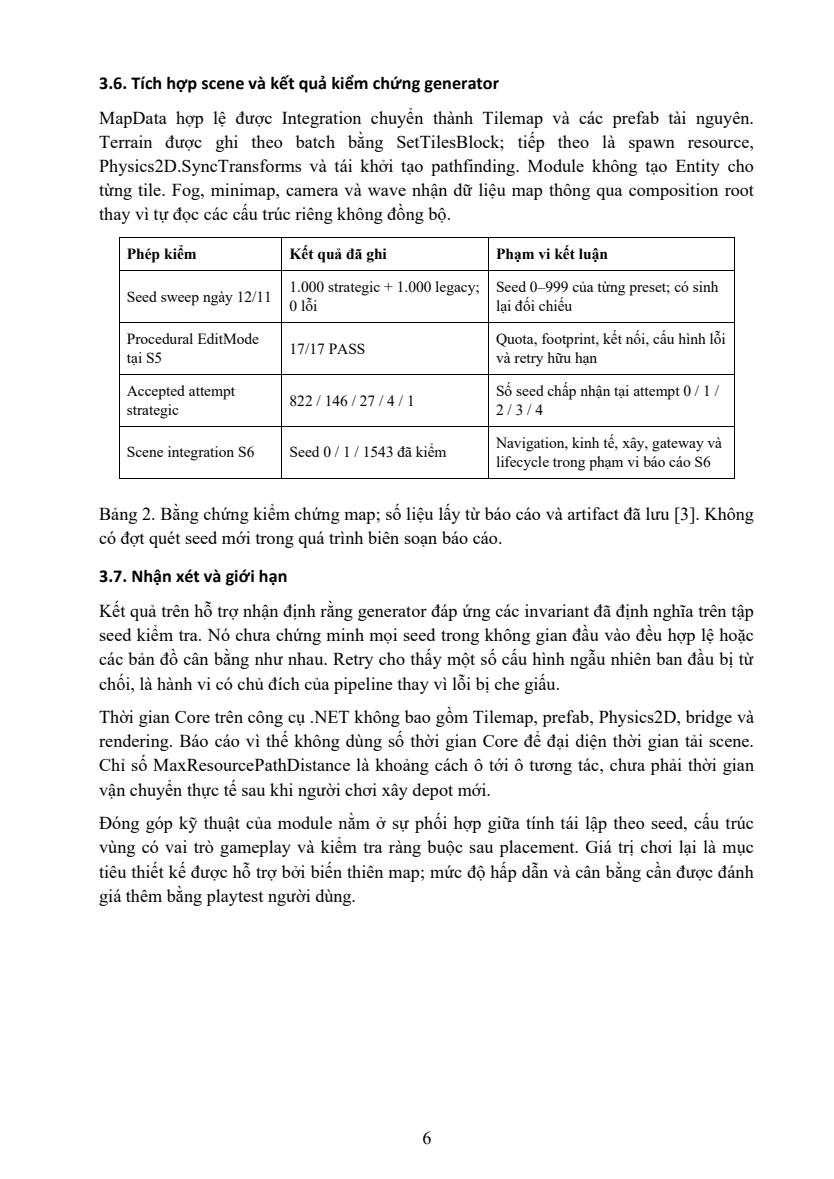 3.6. Tích hợp scene và kết quả kiểm chứng generator
MapData hợp lệ được Integration chuyển thành Tilemap và các prefab tài nguyên.
Terrain được ghi theo batch bằng SetTilesBlock; tiếp theo là spawn resource,
Physics2D.SyncTransforms và tái khởi tạo pathfinding. Module không tạo Entity cho
từng tile. Fog, minimap, camera và wave nhận dữ liệu map thông qua composition root
thay vì tự đọc các cấu trúc riêng không đồng bộ.
Phép kiểm
Kết quả đã ghi
Phạm vi kết luận
Seed sweep ngày 12/11
1.000 strategic + 1.000 legacy;
0 lỗi
Seed 0–999 của từng preset; có sinh
lại đối chiếu
Procedural EditMode
tại S5
17/17 PASS
Quota, footprint, kết nối, cấu hình lỗi
và retry hữu hạn
Accepted attempt
strategic
822 / 146 / 27 / 4 / 1
Số seed chấp nhận tại attempt 0 / 1 /
2 / 3 / 4
Scene integration S6
Seed 0 / 1 / 1543 đã kiểm
Navigation, kinh tế, xây, gateway và
lifecycle trong phạm vi báo cáo S6
Bảng 2. Bằng chứng kiểm chứng map; số liệu lấy từ báo cáo và artifact đã lưu [3]. Không
có đợt quét seed mới trong quá trình biên soạn báo cáo.
3.7. Nhận xét và giới hạn
Kết quả trên hỗ trợ nhận định rằng generator đáp ứng các invariant đã định nghĩa trên tập
seed kiểm tra. Nó chưa chứng minh mọi seed trong không gian đầu vào đều hợp lệ hoặc
các bản đồ cân bằng như nhau. Retry cho thấy một số cấu hình ngẫu nhiên ban đầu bị từ
chối, là hành vi có chủ đích của pipeline thay vì lỗi bị che giấu.
Thời gian Core trên công cụ .NET không bao gồm Tilemap, prefab, Physics2D, bridge và
rendering. Báo cáo vì thế không dùng số thời gian Core để đại diện thời gian tải scene.
Chỉ số MaxResourcePathDistance là khoảng cách ô tới ô tương tác, chưa phải thời gian
vận chuyển thực tế sau khi người chơi xây depot mới.
Đóng góp kỹ thuật của module nằm ở sự phối hợp giữa tính tái lập theo seed, cấu trúc
vùng có vai trò gameplay và kiểm tra ràng buộc sau placement. Giá trị chơi lại là mục
tiêu thiết kế được hỗ trợ bởi biến thiên map; mức độ hấp dẫn và cân bằng cần được đánh
giá thêm bằng playtest người dùng.
6